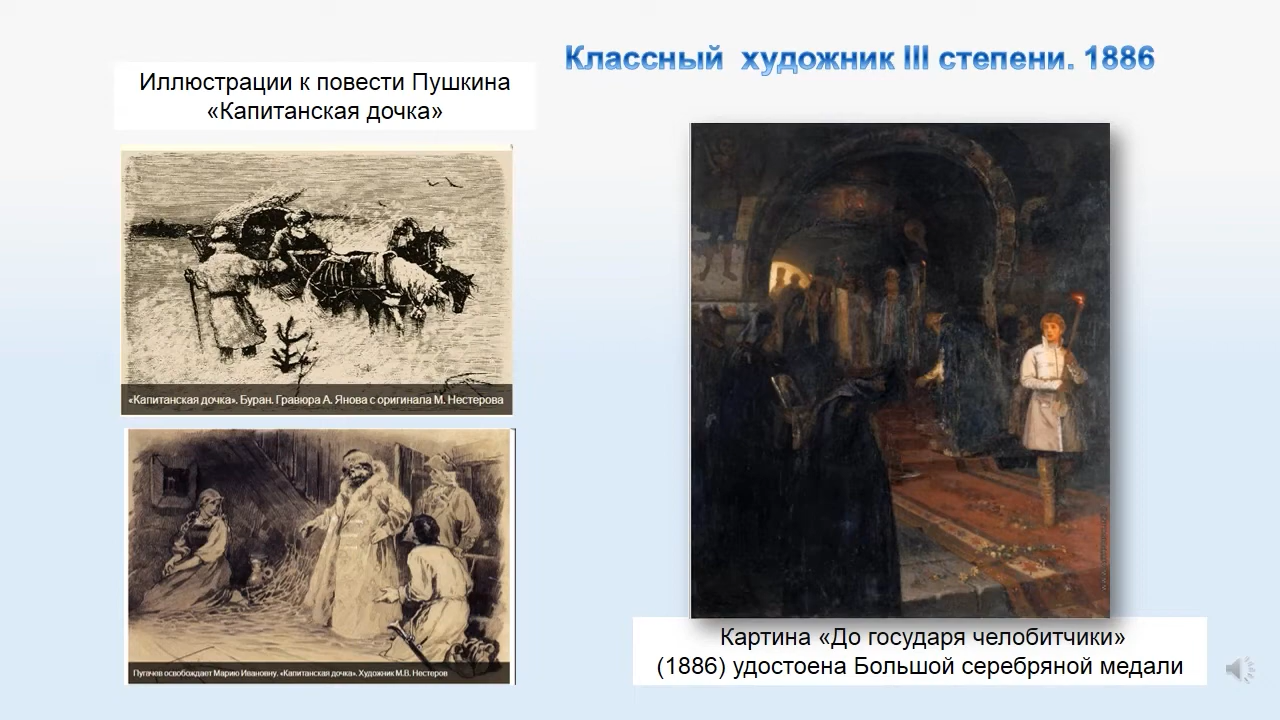 Классный художник III степени. 1886
Иллюстрации к повести Пушкина
«Капитанская дочка»
«Капитанская дочка». Буран. Гравюра А. Янова с оригинала М. Нестерова
Пугачев освобождает Марию Ивановну. «Капитанская дочка». Художник М.В. Нестеров
Картина «До государя челобитчики»
(1886) удостоена Большой серебряной медали